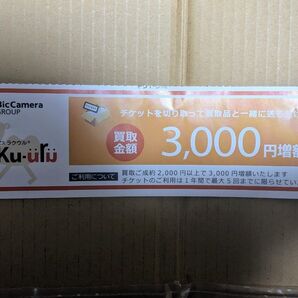 BicCamera
GROUP
チケットを切り取って買取品と一緒に送る
ラクウル
Ku-uru
買取
金額
3,000円増額
ご利用について
買取ご成約2,000円以上で3,000円増額いたします
チケットのご利用は1年間で最大5回までに限らせてい